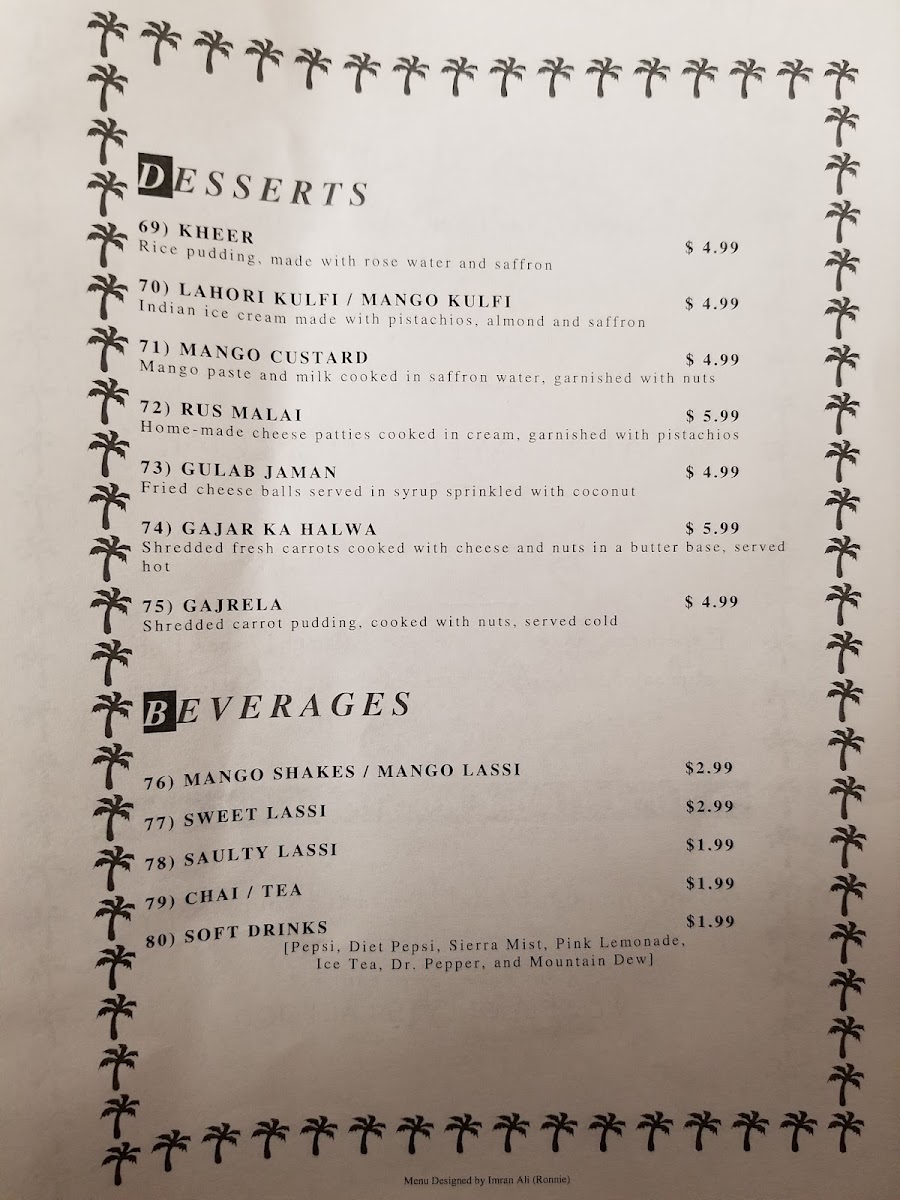 DESSERTS
69) KHEER $ 4.99
Rice pudding, made with rose water and saffron
70) LAHORI KULFI / MANGO KULFI $ 4.99
Indian ice cream made with pistachios, almond and saffron
71) MANGO CUSTARD $ 4.99
Mango paste and milk cooked in saffron water, garnished with nuts
72) RUS MALAI $ 5.99
Home-made cheese patties cooked in cream, garnished with pistachios
73) GULAB JAMAN $ 4.99
Fried cheese balls served in syrup sprinkled with coconut
74) GAJAR KA HALWA $ 5.99
Shredded fresh carrots cooked with cheese and nuts in a butter base, served
hot
75) GAJRELA $ 4.99
Shredded carrot pudding, cooked with nuts, served cold
BEVERAGES
76) MANGO SHAKES / MANGO LASSI $2.99
77) SWEET LASSI $2.99
78) SAULTY LASSI $1.99
79) CHAI / TEA $1.99
80) SOFT DRINKS $1.99
[Pepsi, Diet Pepsi, Sierra Mist, Pink Lemonade,
Ice Tea, Dr. Pepper, and Mountain Dew]
Menu Designed by Imran Ali (Ronnie)